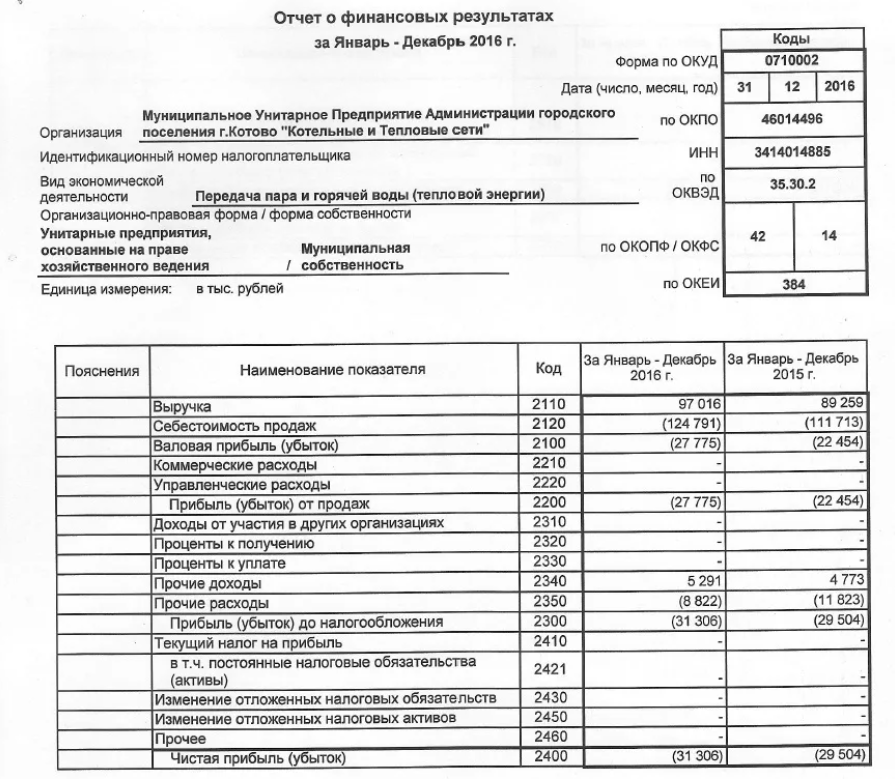 Отчет о финансовых результатах
за Январь - Декабрь 2016 г.
Коды
Форма по ОКУД 0710002
Дата (число, месяц, год) 31 12 2016
Муниципальное Унитарное Предприятие Администрации городского
Организация поселения г.Котово "Котельные и Тепловые сети" по ОКПО 46014496
Идентификационный номер налогоплательщика ИНН 3414014885
Вид экономической по
деятельности Передача пара и горячей воды (тепловой энергии) ОКВЭД 35.30.2
Организационно-правовая форма / форма собственности
Унитарные предприятия,
основанные на праве Муниципальная по ОКОПФ / ОКФС 42 14
хозяйственного ведения / собственность
Единица измерения: в тыс. рублей по ОКЕИ 384
Пояснения Наименование показателя Код За Январь - Декабрь 2016 г. За Январь - Декабрь 2015 г.
Выручка 2110 97 016 89 259
Себестоимость продаж 2120 (124 791) (111 713)
Валовая прибыль (убыток) 2100 (27 775) (22 454)
Коммерческие расходы 2210 - -
Управленческие расходы 2220 - -
Прибыль (убыток) от продаж 2200 (27 775) (22 454)
Доходы от участия в других организациях 2310 - -
Проценты к получению 2320 - -
Проценты к уплате 2330 - -
Прочие доходы 2340 5 291 4 773
Прочие расходы 2350 (8 822) (11 823)
Прибыль (убыток) до налогообложения 2300 (31 306) (29 504)
Текущий налог на прибыль 2410 - -
в т.ч. постоянные налоговые обязательства
(активы) 2421 - -
Изменение отложенных налоговых обязательств 2430 - -
Изменение отложенных налоговых активов 2450 - -
Прочее 2460 - -
Чистая прибыль (убыток) 2400 (31 306) (29 504)